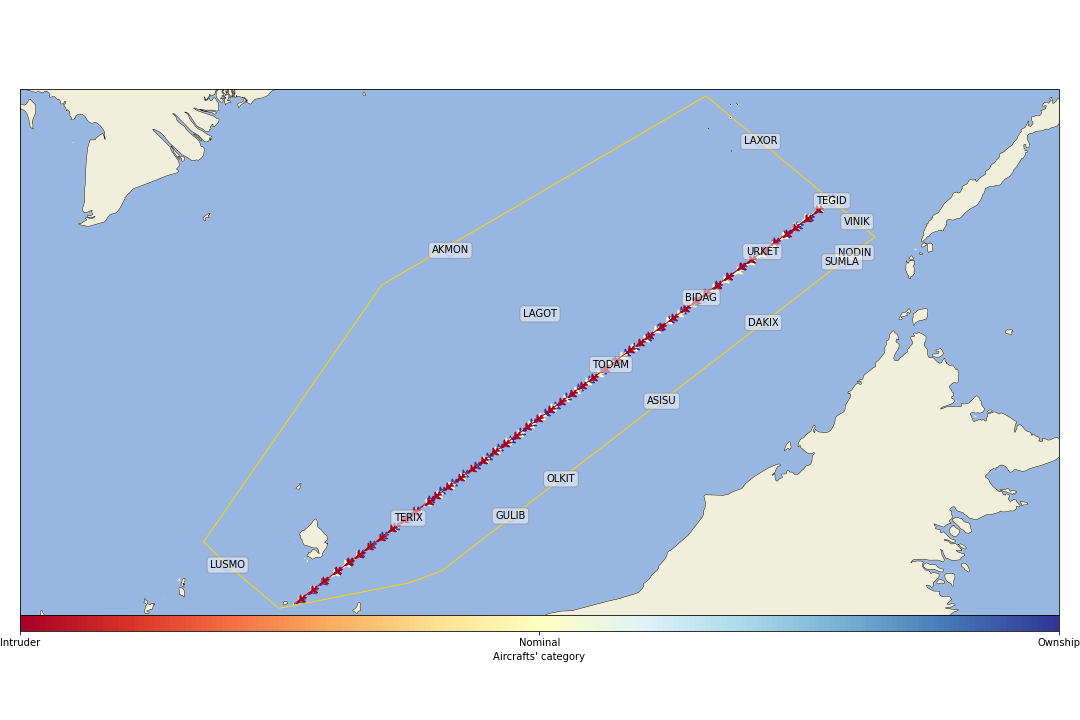 LAXOR
TEGID
VINIK
AKMON
URKET
NODIN
SUMLA
BIDAG
LAGOT
DAKIX
TODAM
ASISU
OLKIT
GULIB
TERIX
LUSMO
Intruder
Nominal
Ownship
Aircrafts' category